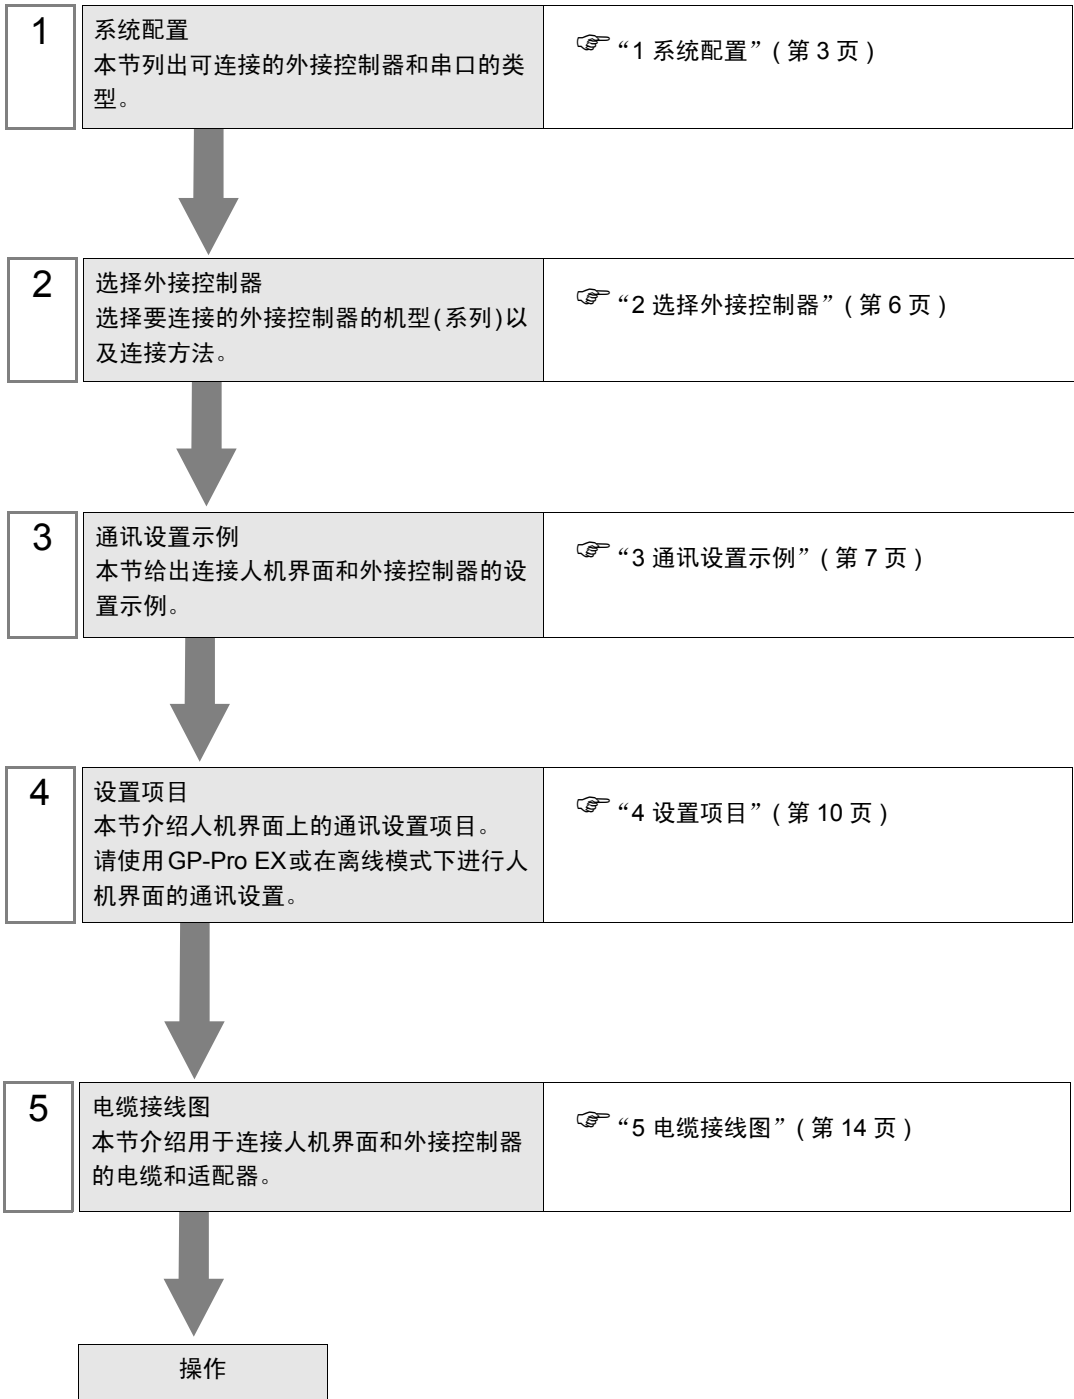 1
系统配置
本节列出可连接的外接控制器和串口的类
型。
“1 系统配置” ( 第 3 页 )
2
选择外接控制器
选择要连接的外接控制器的机型(系列)以
及连接方法。
“2 选择外接控制器” ( 第 6 页 )
3
通讯设置示例
本节给出连接人机界面和外接控制器的设
置示例。
“3 通讯设置示例” ( 第 7 页 )
4
设置项目
本节介绍人机界面上的通讯设置项目。
请使用GP-Pro EX或在离线模式下进行人
机界面的通讯设置。
“4 设置项目” ( 第 10 页 )
5
电缆接线图
本节介绍用于连接人机界面和外接控制器
的电缆和适配器。
“5 电缆接线图” ( 第 14 页 )
操作